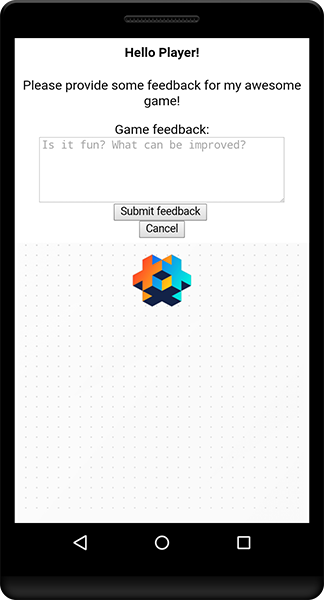 Hello Player!
Please provide some feedback for my awesome
game!
Game feedback:
Is it fun? What can be improved?
Submit feedback
Cancel